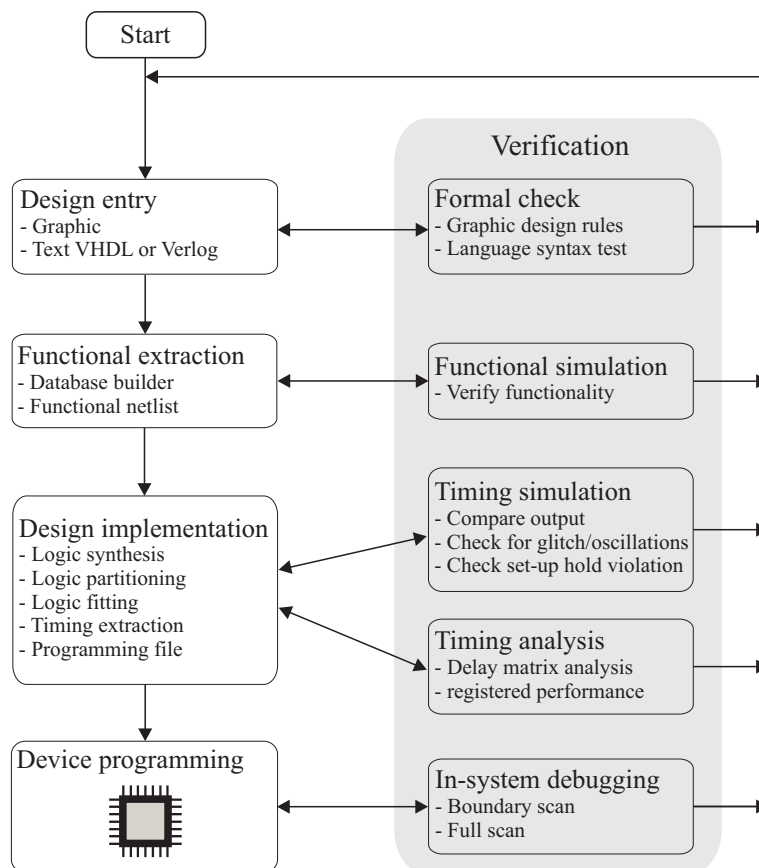 Start
Verification
Design entry
- Graphic
- Text VHDL or Verlog
Formal check
- Graphic design rules
- Language syntax test
Functional extraction
- Database builder
- Functional netlist
Functional simulation
- Verify functionality
Design implementation
- Logic synthesis
- Logic partitioning
- Logic fitting
- Timing extraction
- Programming file
Timing simulation
- Compare output
- Check for glitch/oscillations
- Check set-up hold violation
Timing analysis
- Delay matrix analysis
- registered performance
Device programming
In-system debugging
- Boundary scan
- Full scan